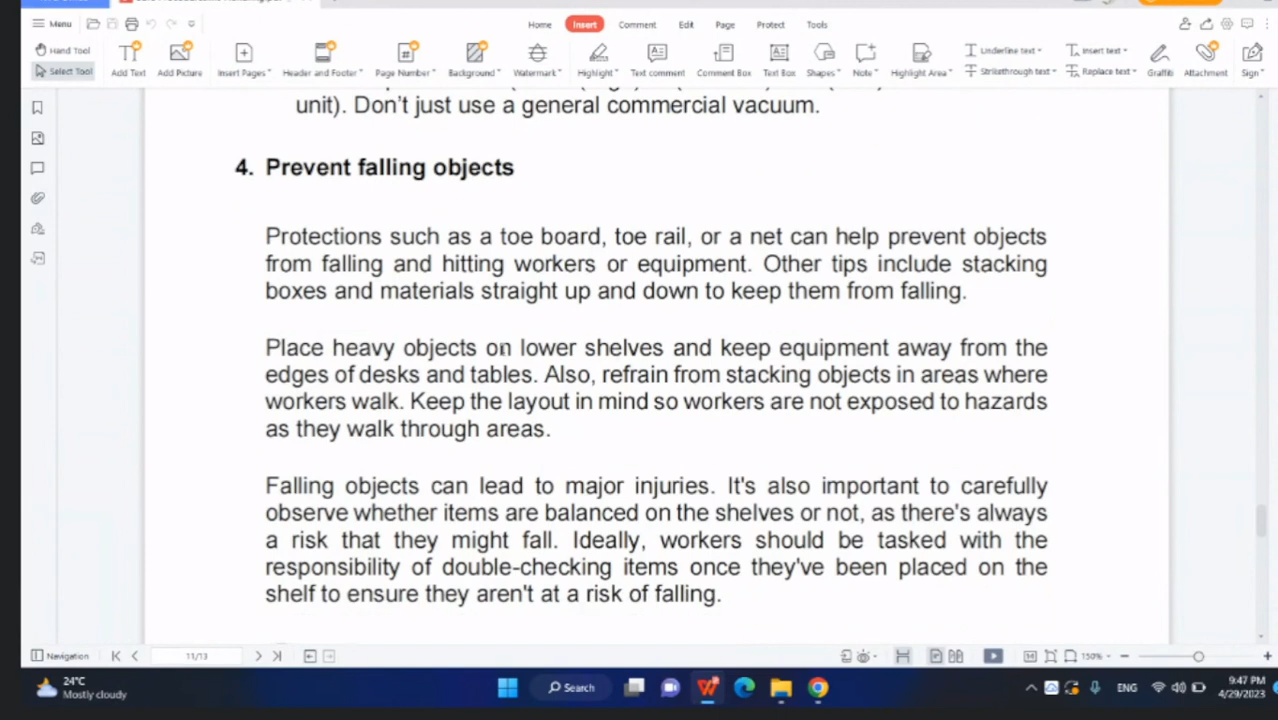 Menu
Home Insert Comment Edit Page Protect Tools
Hand Tool
Select Tool
Add Text Add Picture Insert Pages Header and Footer Page Number Background Watermark Highlight Text comment Comment Box Text Box Shapes Note Highlight Area
Underline text Insert text
Strikethrough text Replace text
Graffiti Attachment Sign
unit). Don't just use a general commercial vacuum.
4. Prevent falling objects
Protections such as a toe board, toe rail, or a net can help prevent objects
from falling and hitting workers or equipment. Other tips include stacking
boxes and materials straight up and down to keep them from falling.
Place heavy objects on lower shelves and keep equipment away from the
edges of desks and tables. Also, refrain from stacking objects in areas where
workers walk. Keep the layout in mind so workers are not exposed to hazards
as they walk through areas.
Falling objects can lead to major injuries. It's also important to carefully
observe whether items are balanced on the shelves or not, as there's always
a risk that they might fall. Ideally, workers should be tasked with the
responsibility of double-checking items once they've been placed on the
shelf to ensure they aren't at a risk of falling.
Navigation 11/13 150%
24°C
Mostly cloudy
Search
ENG
9:47 PM
4/29/2023